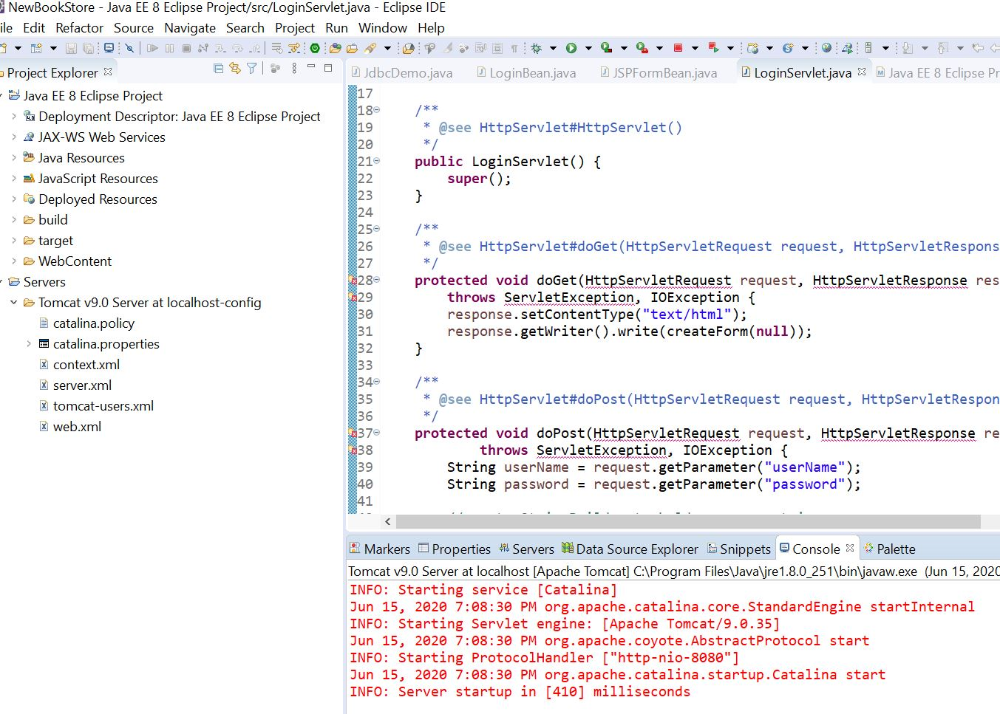 NewBookStore - Java EE 8 Eclipse Project/src/LoginServlet.java - Eclipse IDE
ile Edit Refactor Source Navigate Search Project Run Window Help
Project Explorer
Java EE 8 Eclipse Project
Deployment Descriptor: Java EE 8 Eclipse Project
JAX-WS Web Services
Java Resources
JavaScript Resources
Deployed Resources
build
target
WebContent
Servers
Tomcat v9.0 Server at localhost-config
catalina.policy
catalina.properties
context.xml
server.xml
tomcat-users.xml
web.xml
JdbcDemo.java LoginBean.java JSPFormBean.java LoginServlet.java Java EE 8 Eclipse Pr
17
18 /**
19 * @see HttpServlet#HttpServlet()
20 */
21 public LoginServlet() {
22 super();
23 }
24
25 /**
26 * @see HttpServlet#doGet(HttpServletRequest request, HttpServletRespons
27 */
28 protected void doGet(HttpServletRequest request, HttpServletResponse res
29 throws ServletException, IOException {
30 response.setContentType("text/html");
31 response.getWriter().write(createForm(null));
32 }
33
34 /**
35 * @see HttpServlet#doPost(HttpServletRequest request, HttpServletRespon
36 */
37 protected void doPost(HttpServletRequest request, HttpServletResponse re
38 throws ServletException, IOException {
39 String userName = request.getParameter("userName");
40 String password = request.getParameter("password");
41
Markers Properties Servers Data Source Explorer Snippets Console Palette
Tomcat v9.0 Server at localhost [Apache Tomcat] C:\Program Files\Java\jre1.8.0_251\bin\javaw.exe (Jun 15, 2020
INFO: Starting service [Catalina]
Jun 15, 2020 7:08:30 PM org.apache.catalina.core.StandardEngine startInternal
INFO: Starting Servlet engine: [Apache Tomcat/9.0.35]
Jun 15, 2020 7:08:30 PM org.apache.coyote.AbstractProtocol start
INFO: Starting ProtocolHandler ["http-nio-8080"]
Jun 15, 2020 7:08:30 PM org.apache.catalina.startup.Catalina start
INFO: Server startup in [410] milliseconds